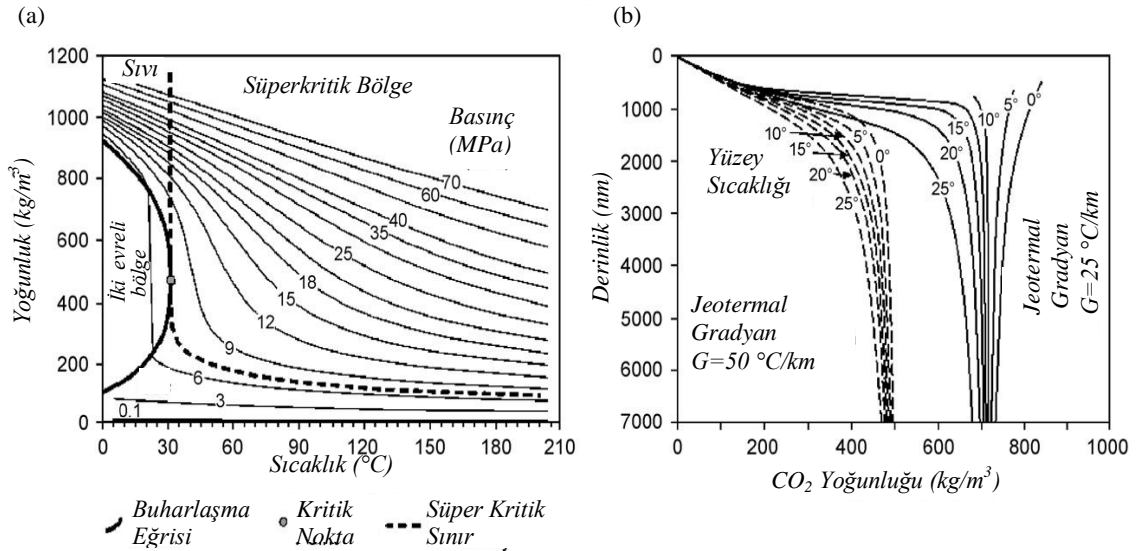 (a)
1200
1000
800
600
400
200
0
Yoğunluk (kg/m³)
Sıvı
Süperkritik Bölge
Basınç
(MPa)
İki evreli
bölge
70
60
40
35
25
18
15
12
9
6
3
0.1
0
30
60
90
120
150
180
210
Sıcaklık (°C)
Buharlaşma
Eğrisi
Kritik
Nokta
Süper Kritik
Sınır
(b)
0
1000
2000
3000
4000
5000
6000
7000
Derinlik (nm)
Yüzey
Sıcaklığı
10°
15°
20°
25°
5°
0°
15°
20°
25°
10°
5°
0°
Jeotermal
Gradyan
G=50 °C/km
Jeotermal
Gradyan
G=25 °C/km
0
200
400
600
800
1000
CO₂ Yoğunluğu (kg/m³)